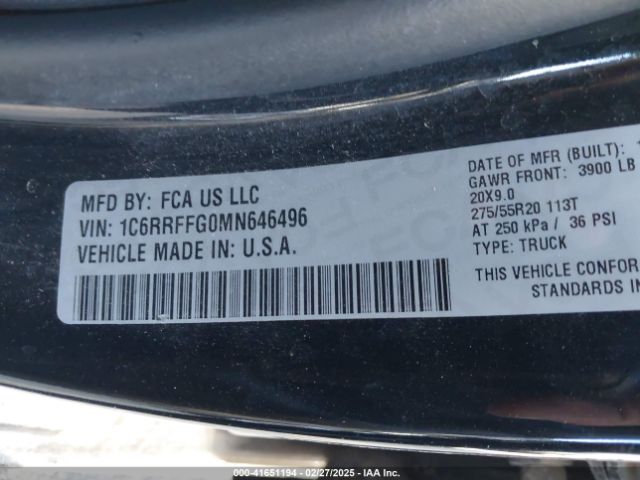 MFD BY: FCA US LLC
VIN: 1C6RRFFG0MN646496
VEHICLE MADE IN: U.S.A.
DATE OF MFR (BUILT): 1
GAWR FRONT: 3900 LB
20X9.0
275/55R20 113T
AT 250 kPa / 36 PSI
TYPE: TRUCK
THIS VEHICLE CONFOR
STANDARDS IN
000-41651194 - 02/27/2025 - IAA Inc.